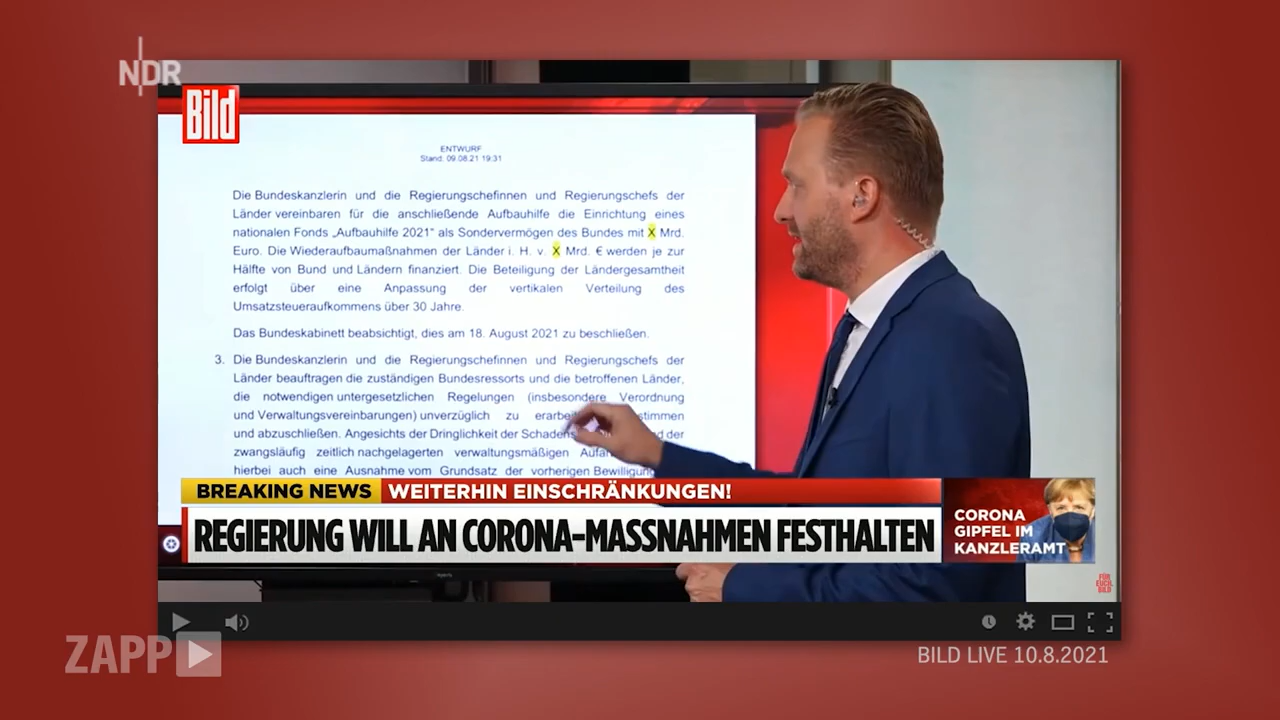 NDR
Bild
ENTWURF
Stand: 09.08.21 19:31
Die Bundeskanzlerin und die Regierungschefinnen und Regierungschefs der
Länder vereinbaren für die anschließende Aufbauhilfe die Einrichtung eines
nationalen Fonds „Aufbauhilfe 2021“ als Sondervermögen des Bundes mit X Mrd.
Euro. Die Wiederaufbaumaßnahmen der Länder i. H. v. X Mrd. € werden je zur
Hälfte von Bund und Ländern finanziert. Die Beteiligung der Ländergesamtheit
erfolgt über eine Anpassung der vertikalen Verteilung des
Umsatzsteueraufkommens über 30 Jahre.
Das Bundeskabinett beabsichtigt, dies am 18. August 2021 zu beschließen.
3. Die Bundeskanzlerin und die Regierungschefinnen und Regierungschefs der
Länder beauftragen die zuständigen Bundesressorts und die betroffenen Länder,
die notwendigen untergesetzlichen Regelungen (insbesondere Verordnung
und Verwaltungsvereinbarungen) unverzüglich zu
und abzuschließen. Angesichts der Dringlichkeit der der
zwangsläufig zeitlich nachgelagerten verwaltungsmäßigen
hierbei auch eine Ausnahme vom Grundsatz der vorherigen
BREAKING NEWS WEITERHIN EINSCHRÄNKUNGEN!
REGIERUNG WILL AN CORONA-MASSNAHMEN FESTHALTEN
CORONA
GIPFEL IM
KANZLERAMT
FÜR
EUCH.
BILD
ZAPP
BILD LIVE 10.8.2021